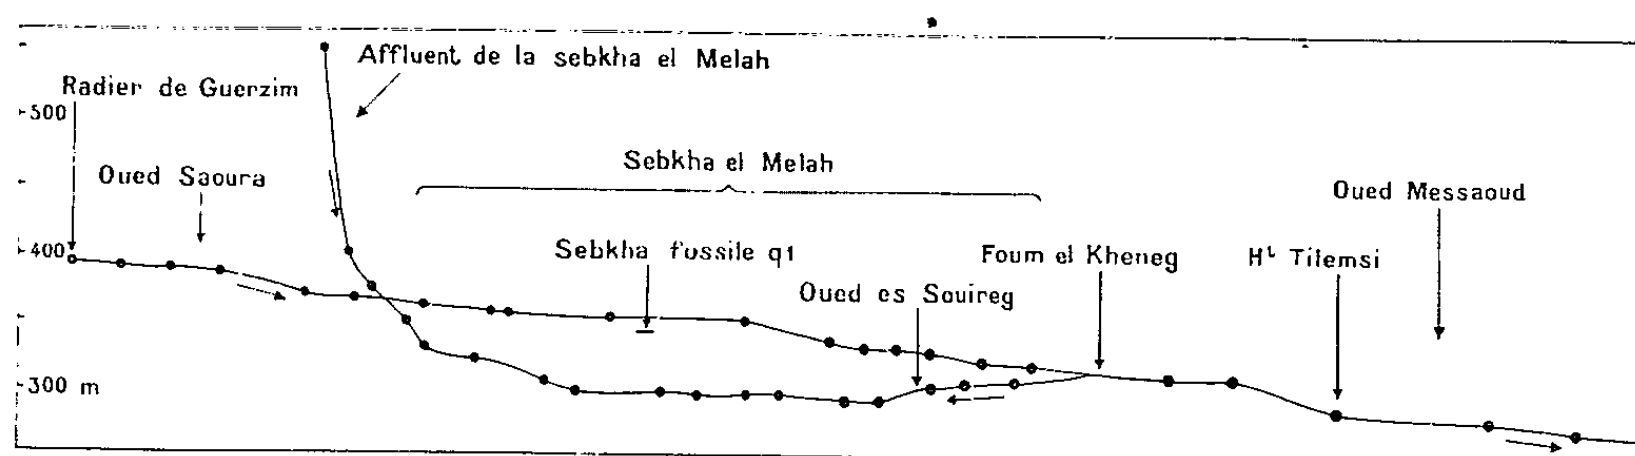 Affluent de la sebkha el Melah
Radier de Guerzim
500
Sebkha el Melah
Oued Saoura
Oued Messaoud
400
Sebkha fossile q1
Foum el Kheneg
Hᵗ Tilemsi
Oued es Souireg
300 m